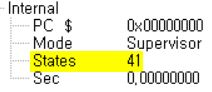 Internal
PC $ 0x00000000
Mode Supervisor
States 41
Sec 0,00000000